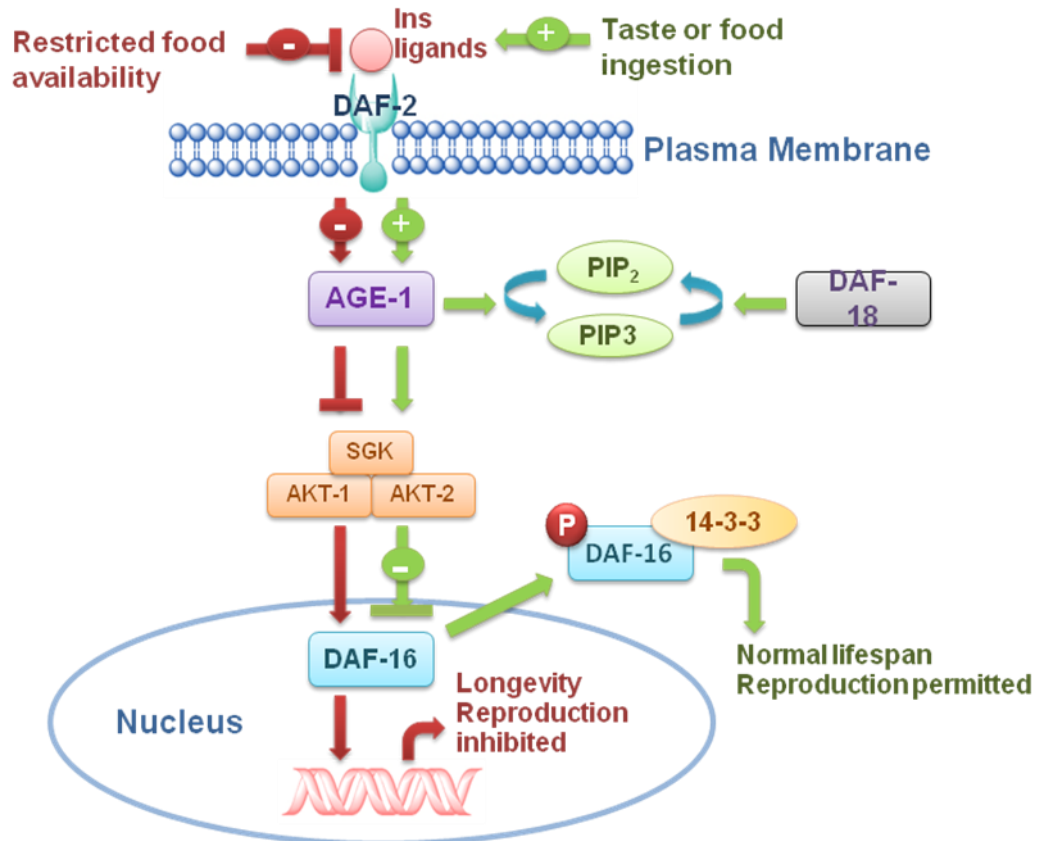 Restricted food
availability
-
Ins
ligands
+
Taste or food
ingestion
DAF-2
Plasma Membrane
-
+
AGE-1
PIP2
PIP3
DAF-
18
SGK
AKT-1
AKT-2
-
P
DAF-16
14-3-3
Normal lifespan
Reproduction permitted
DAF-16
Nucleus
Longevity
Reproduction
inhibited